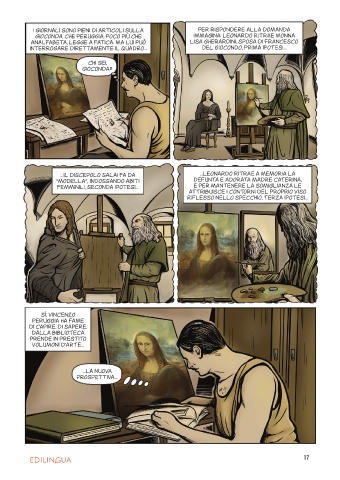 I GIORNALI SONO PIENI DI ARTICOLI SULLA
GIOCONDA, CHE PERUGGIA, POCO PIÙ CHE
ANALFABETA, LEGGE A FATICA. MA LUI PUÒ
INTERROGARE DIRETTAMENTE IL QUADRO...
CHI SEI,
GIOCONDA?
PER RISPONDERE ALLA DOMANDA
IMMAGINA: LEONARDO RITRAE MONNA
LISA GHERARDINI, SPOSA DI FRANCESCO
DEL GIOCONDO, PRIMA IPOTESI...
...IL DISCEPOLO SALAÌ FA DA
"MODELLA", INDOSSANDO ABITI
FEMMINILI, SECONDA IPOTESI...
...LEONARDO RITRAE A MEMORIA LA
DEFUNTA E ADORATA MADRE CATERINA,
E PER MANTENERE LA SOMIGLIANZA LE
ATTRIBUISCE I CONTORNI DEL PROPRIO VISO
RIFLESSO NELLO SPECCHIO, TERZA IPOTESI...
SÌ, VINCENZO
PERUGGIA HA FAME
DI CAPIRE, DI SAPERE.
DALLA BIBLIOTECA
PRENDE IN PRESTITO
VOLUMONI D'ARTE...
...LA NUOVA
PROSPETTIVA...
EDILINGUA
17